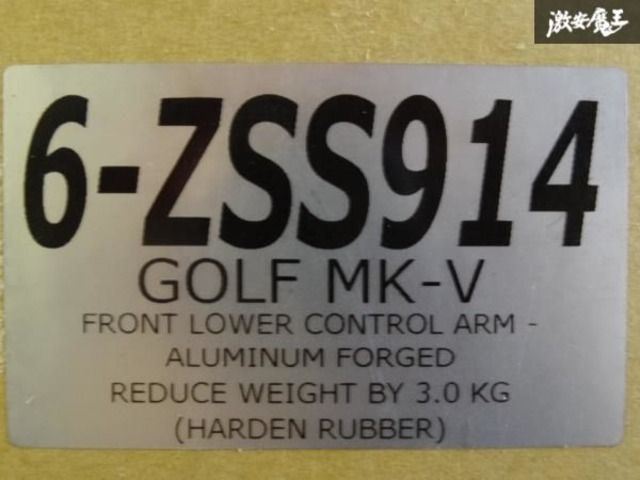 激安魔王
6-ZSS914
GOLF MK-V
FRONT LOWER CONTROL ARM -
ALUMINUM FORGED
REDUCE WEIGHT BY 3.0 KG
(HARDEN RUBBER)